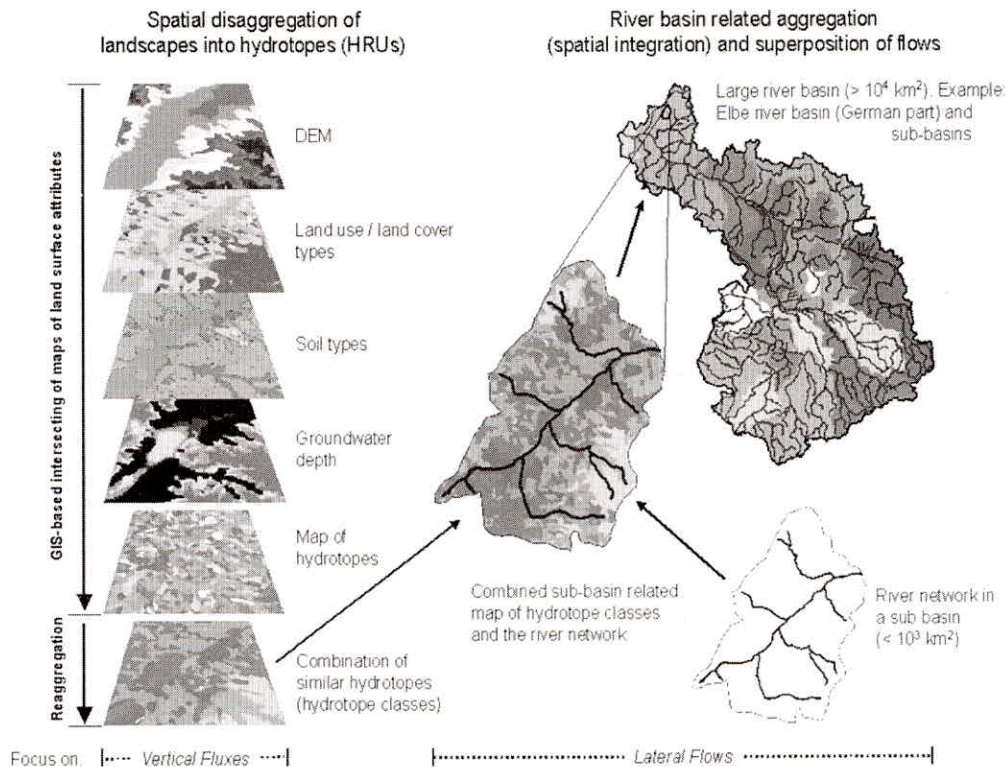 Spatial disaggregation of
landscapes into hydrotopes (HRUs)
River basin related aggregation
(spatial integration) and superposition of flows
GIS-based intersecting of maps of land surface attributes
DEM
Land use / land cover
types
Soil types
Groundwater
depth
Map of
hydrotopes
Reaggregation
Combination of
similar hydrotopes
(hydrotope classes)
Large river basin (> 10⁴ km²). Example:
Elbe river basin (German part) and
sub-basins
Combined sub-basin related
map of hydrotope classes
and the river network
River network in
a sub basin
(< 10³ km²)
Focus on:
Vertical Fluxes
Lateral Flows